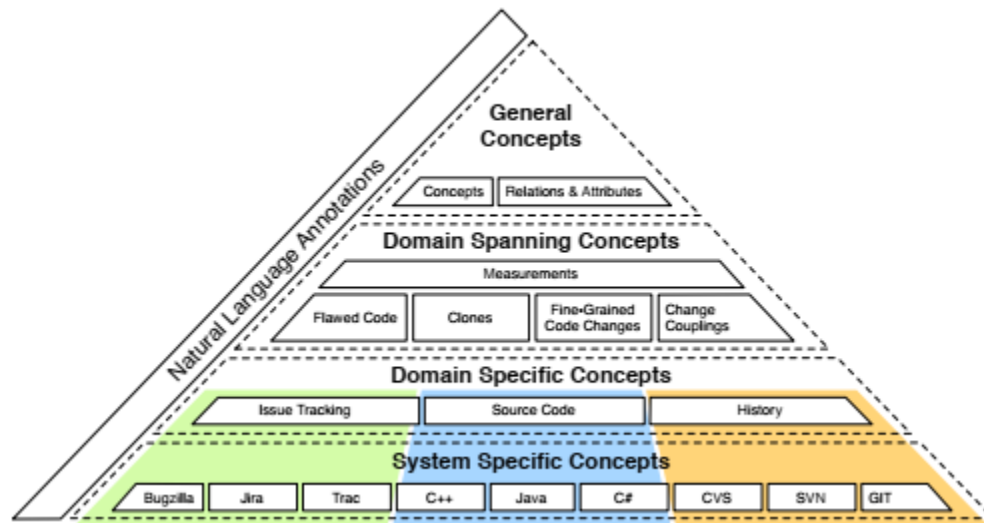 General
Concepts
Concepts
Relations & Attributes
Natural Language Annotations
Domain Spanning Concepts
Measurements
Flawed Code
Clones
Fine-Grained
Code Changes
Change
Couplings
Domain Specific Concepts
Issue Tracking
Source Code
History
System Specific Concepts
Bugzilla
Jira
Trac
C++
Java
C#
CVS
SVN
GIT